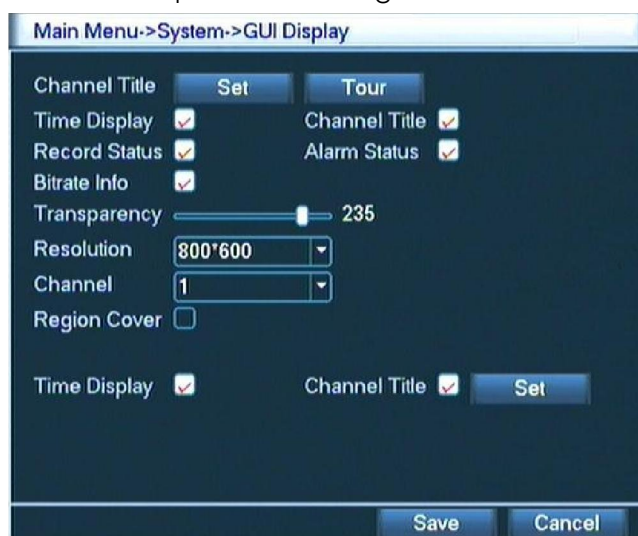 Main Menu->System->GUI Display
Channel Title Set Tour
Time Display Channel Title
Record Status Alarm Status
Bitrate Info
Transparency 235
Resolution 800*600
Channel 1
Region Cover
Time Display Channel Title Set
Save Cancel